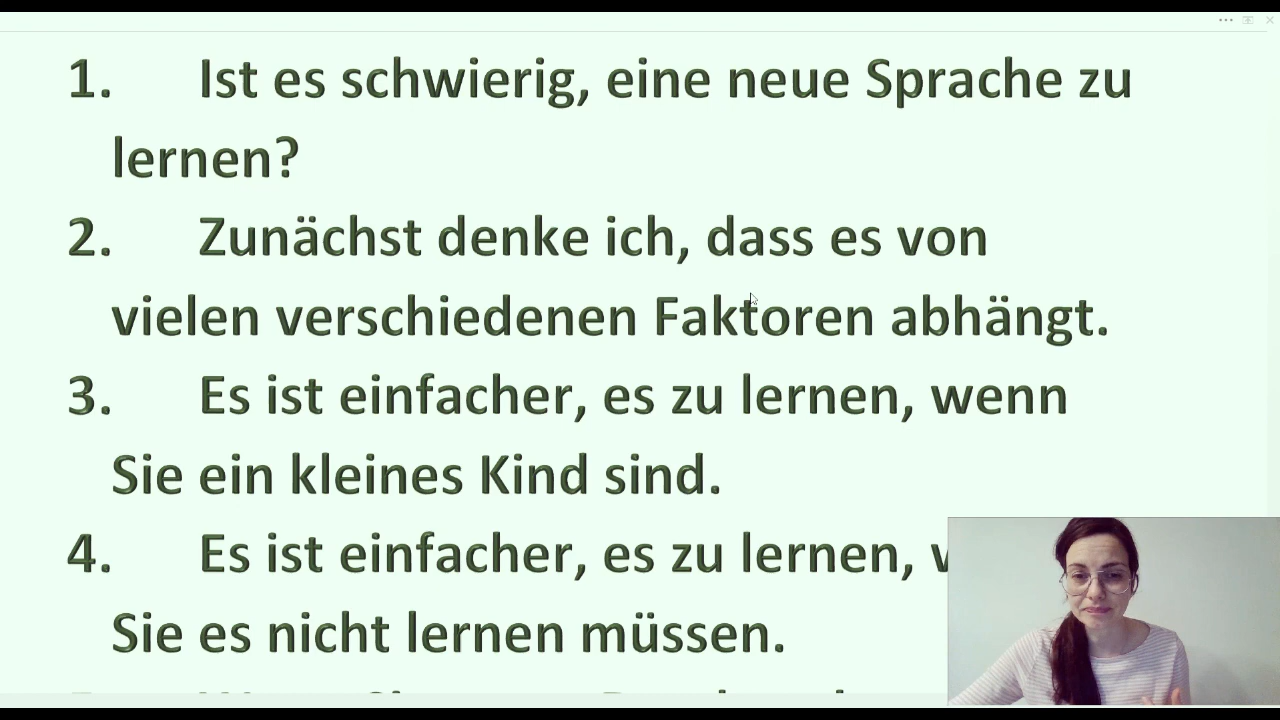 1. Ist es schwierig, eine neue Sprache zu
lernen?
2. Zunächst denke ich, dass es von
vielen verschiedenen Faktoren abhängt.
3. Es ist einfacher, es zu lernen, wenn
Sie ein kleines Kind sind.
4. Es ist einfacher, es zu lernen,
Sie es nicht lernen müssen.